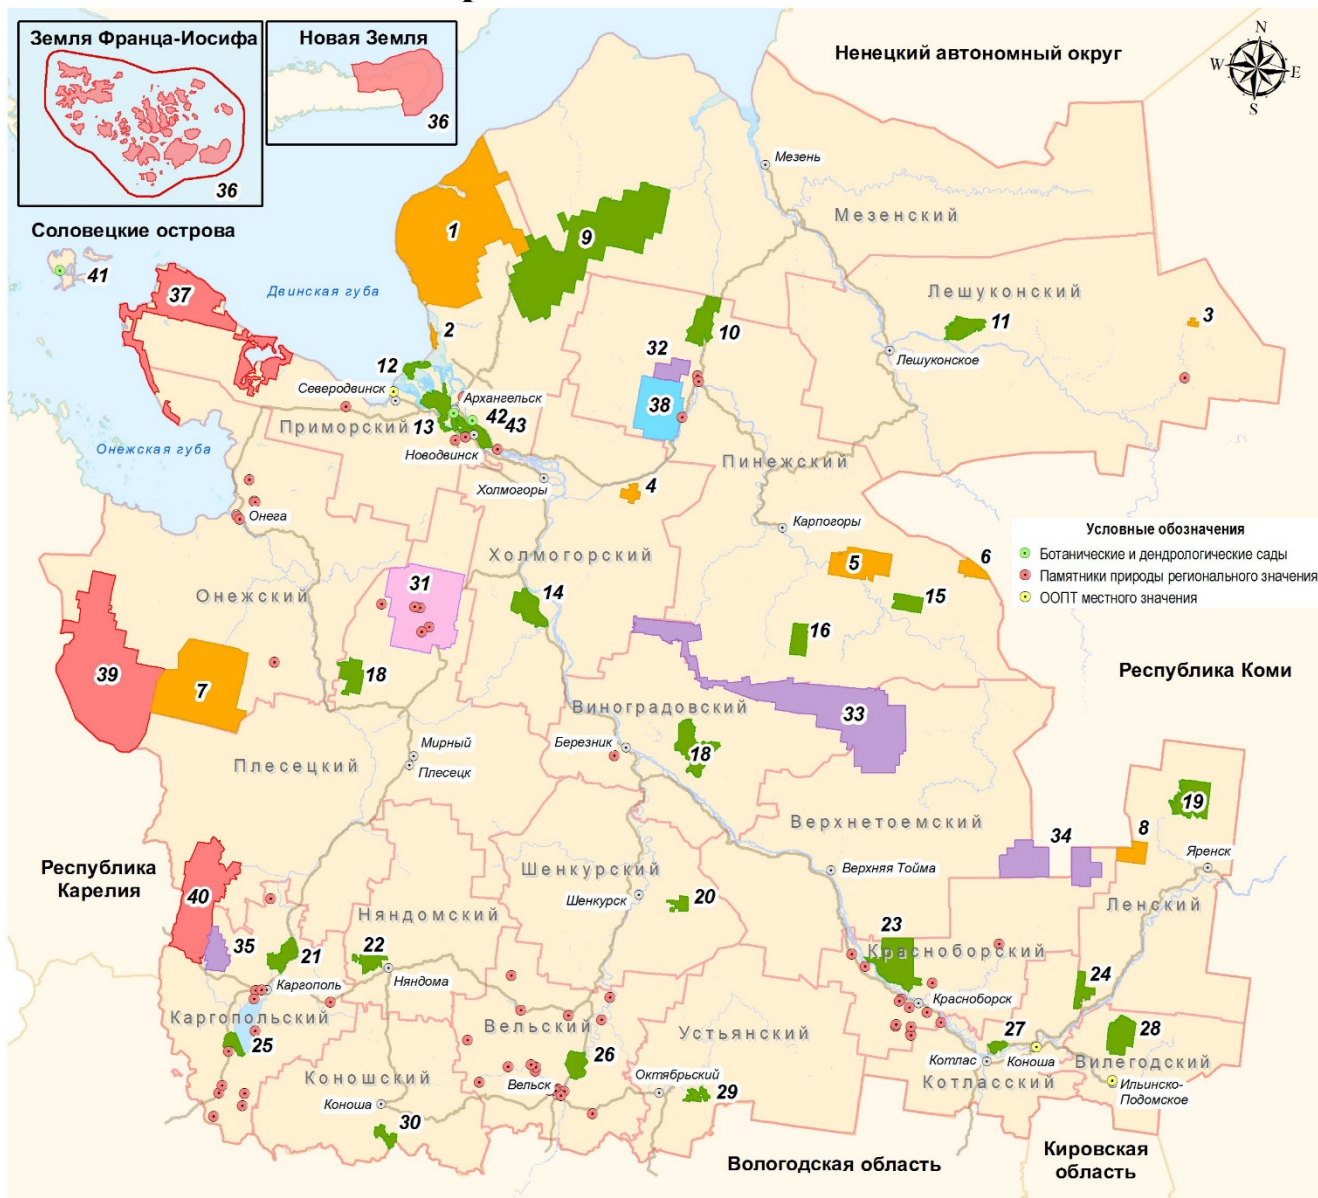 Земля Франца-Иосифа
36
Новая Земля
36
Ненецкий автономный округ
N
W
E
S
Мезень
Мезенский
1
9
Соловецкие острова
41
37
Двинская губа
2
10
Лешуконский
11
3
Лешуконское
12
32
Северодвинск
Архангельск
38
42
43
13
Приморский
Новодвинск
Онежская губа
Пинежский
Холмогоры
4
Онега
Карпогоры
Условные обозначения
Ботанические и дендрологические сады
Памятники природы регионального значения
ООПТ местного значения
Холмогорский
5
6
31
Онежский
14
15
16
39
7
18
Республика Коми
33
Виноградовский
Березник
18
Мирный
Плесецк
Плесецкий
19
Верхнетоемский
34
8
Яренск
Республика
Карелия
Шенкурский
Верхняя Тойма
40
Шенкурск
20
Ленский
Няндомский
35
21
22
23
Красноборский
Няндома
Каргополь
24
Красноборск
Каргопольский
Вельский
Устьянский
25
26
27
28
Котлас
Коноша
Вилегодский
Коношский
Вельск
Октябрьский
29
Котласский
Ильинско-
Подомское
Коноша
30
Вологодская область
Кировская
область